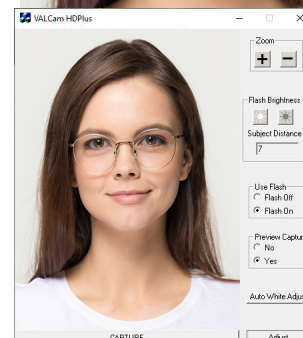 VALCam HDPlus
Zoom
Flash Brightness
Subject Distance
7
Use Flash
Flash Off
Flash On
Preview Captur
No
Yes
Auto White Adjus
CAPTURE
Adjust